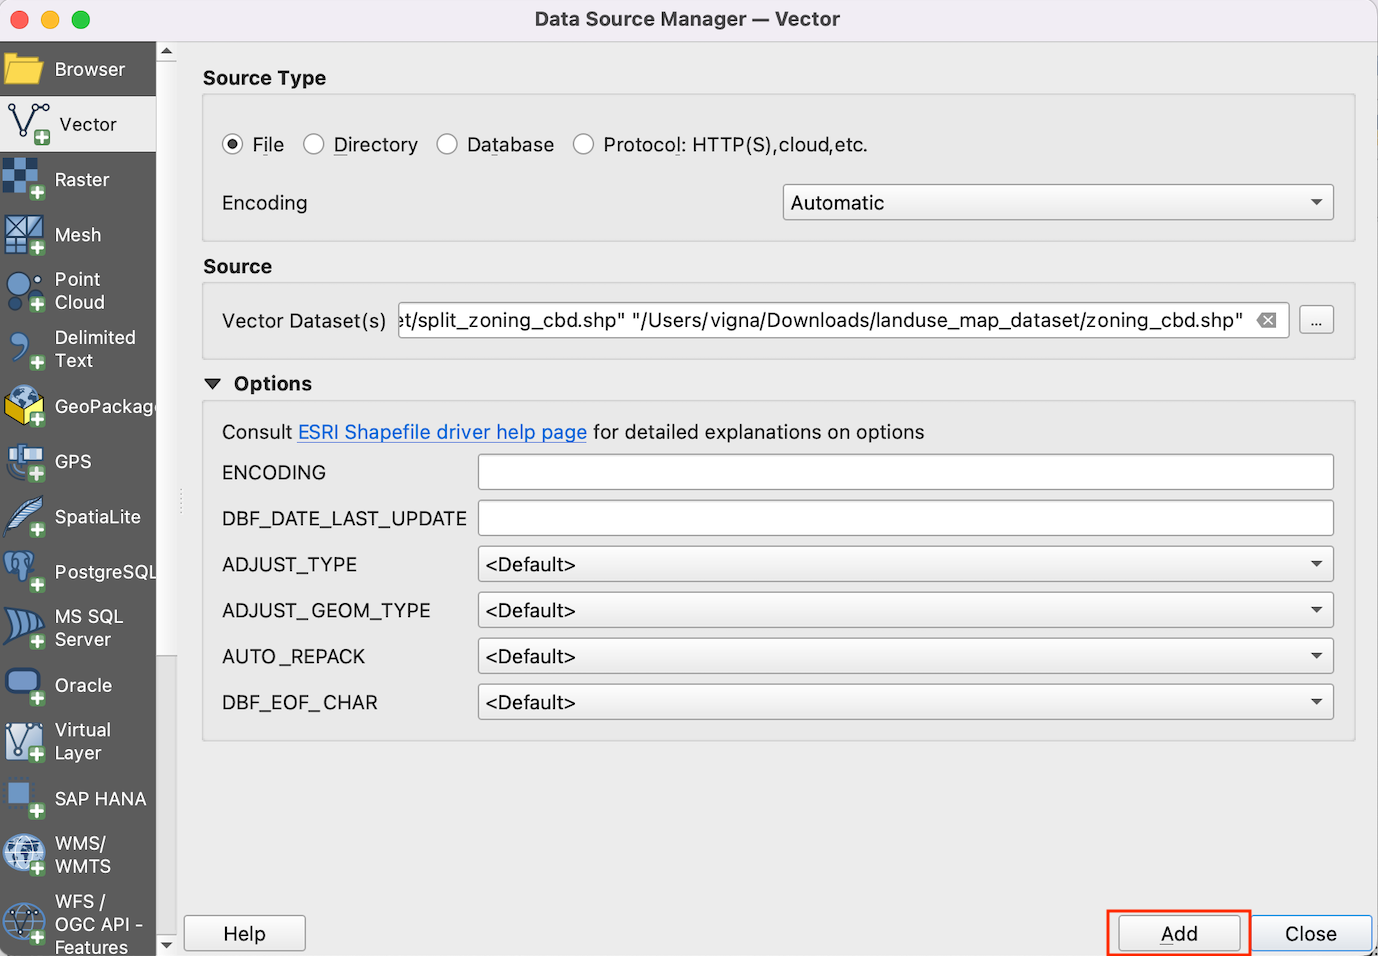 Data Source Manager — Vector
Browser
Vector
Raster
Mesh
Point
Cloud
Delimited
Text
GeoPackage
GPS
SpatiaLite
PostgreSQL
MS SQL
Server
Oracle
Virtual
Layer
SAP HANA
WMS/
WMTS
WFS /
OGC API -
Features
Source Type
File Directory Database Protocol: HTTP(S),cloud,etc.
Encoding Automatic
Source
Vector Dataset(s) et/split_zoning_cbd.shp" "/Users/vigna/Downloads/landuse_map_dataset/zoning_cbd.shp" ...
Options
Consult ESRI Shapefile driver help page for detailed explanations on options
ENCODING
DBF_DATE_LAST_UPDATE
ADJUST_TYPE <Default>
ADJUST_GEOM_TYPE <Default>
AUTO_REPACK <Default>
DBF_EOF_CHAR <Default>
Help Add Close